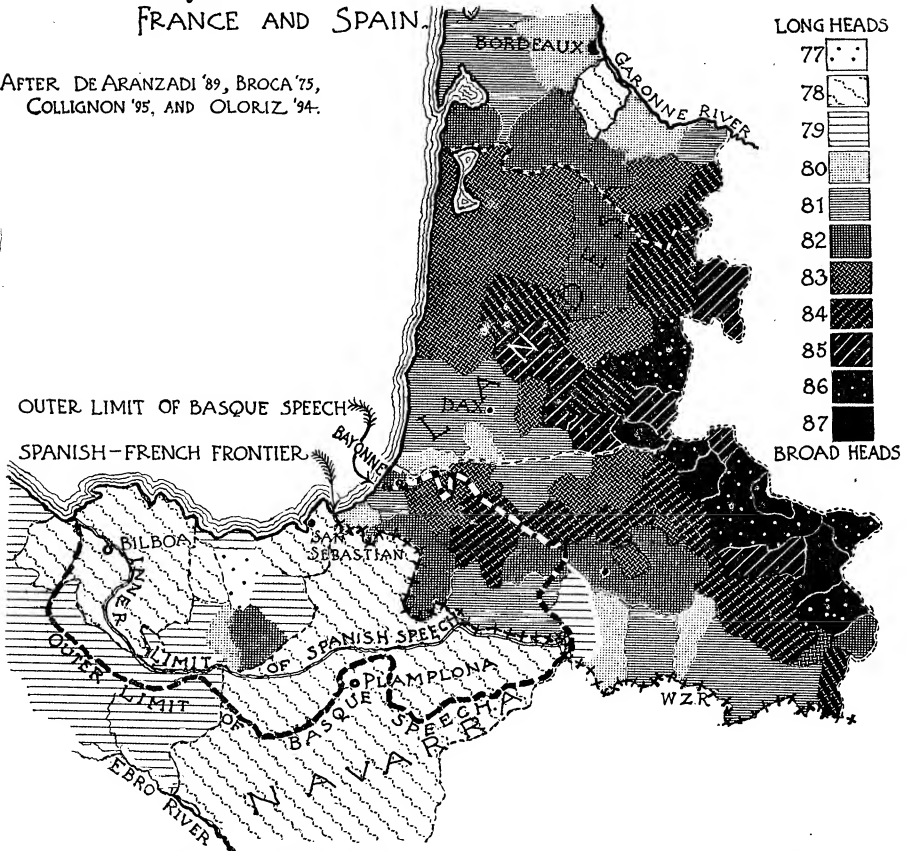 FRANCE AND SPAIN.
AFTER DE ARANZADI '89, BROCA '75,
COLLIGNON '95, AND OLORIZ '94.
LONG HEADS
77
78
79
80
81
82
83
84
85
86
87
BROAD HEADS
BORDEAUX
GARONNE RIVER
LANDES
DAX
OUTER LIMIT OF BASQUE SPEECH
BAYONNE
SPANISH-FRENCH FRONTIER
BILBOA
SAN
SEBASTIAN
INNER LIMIT OF SPANISH SPEECH
OUTER LIMIT OF BASQUE SPEECH
PLAMPLONA
NAVARRA
EBRO RIVER
WZR